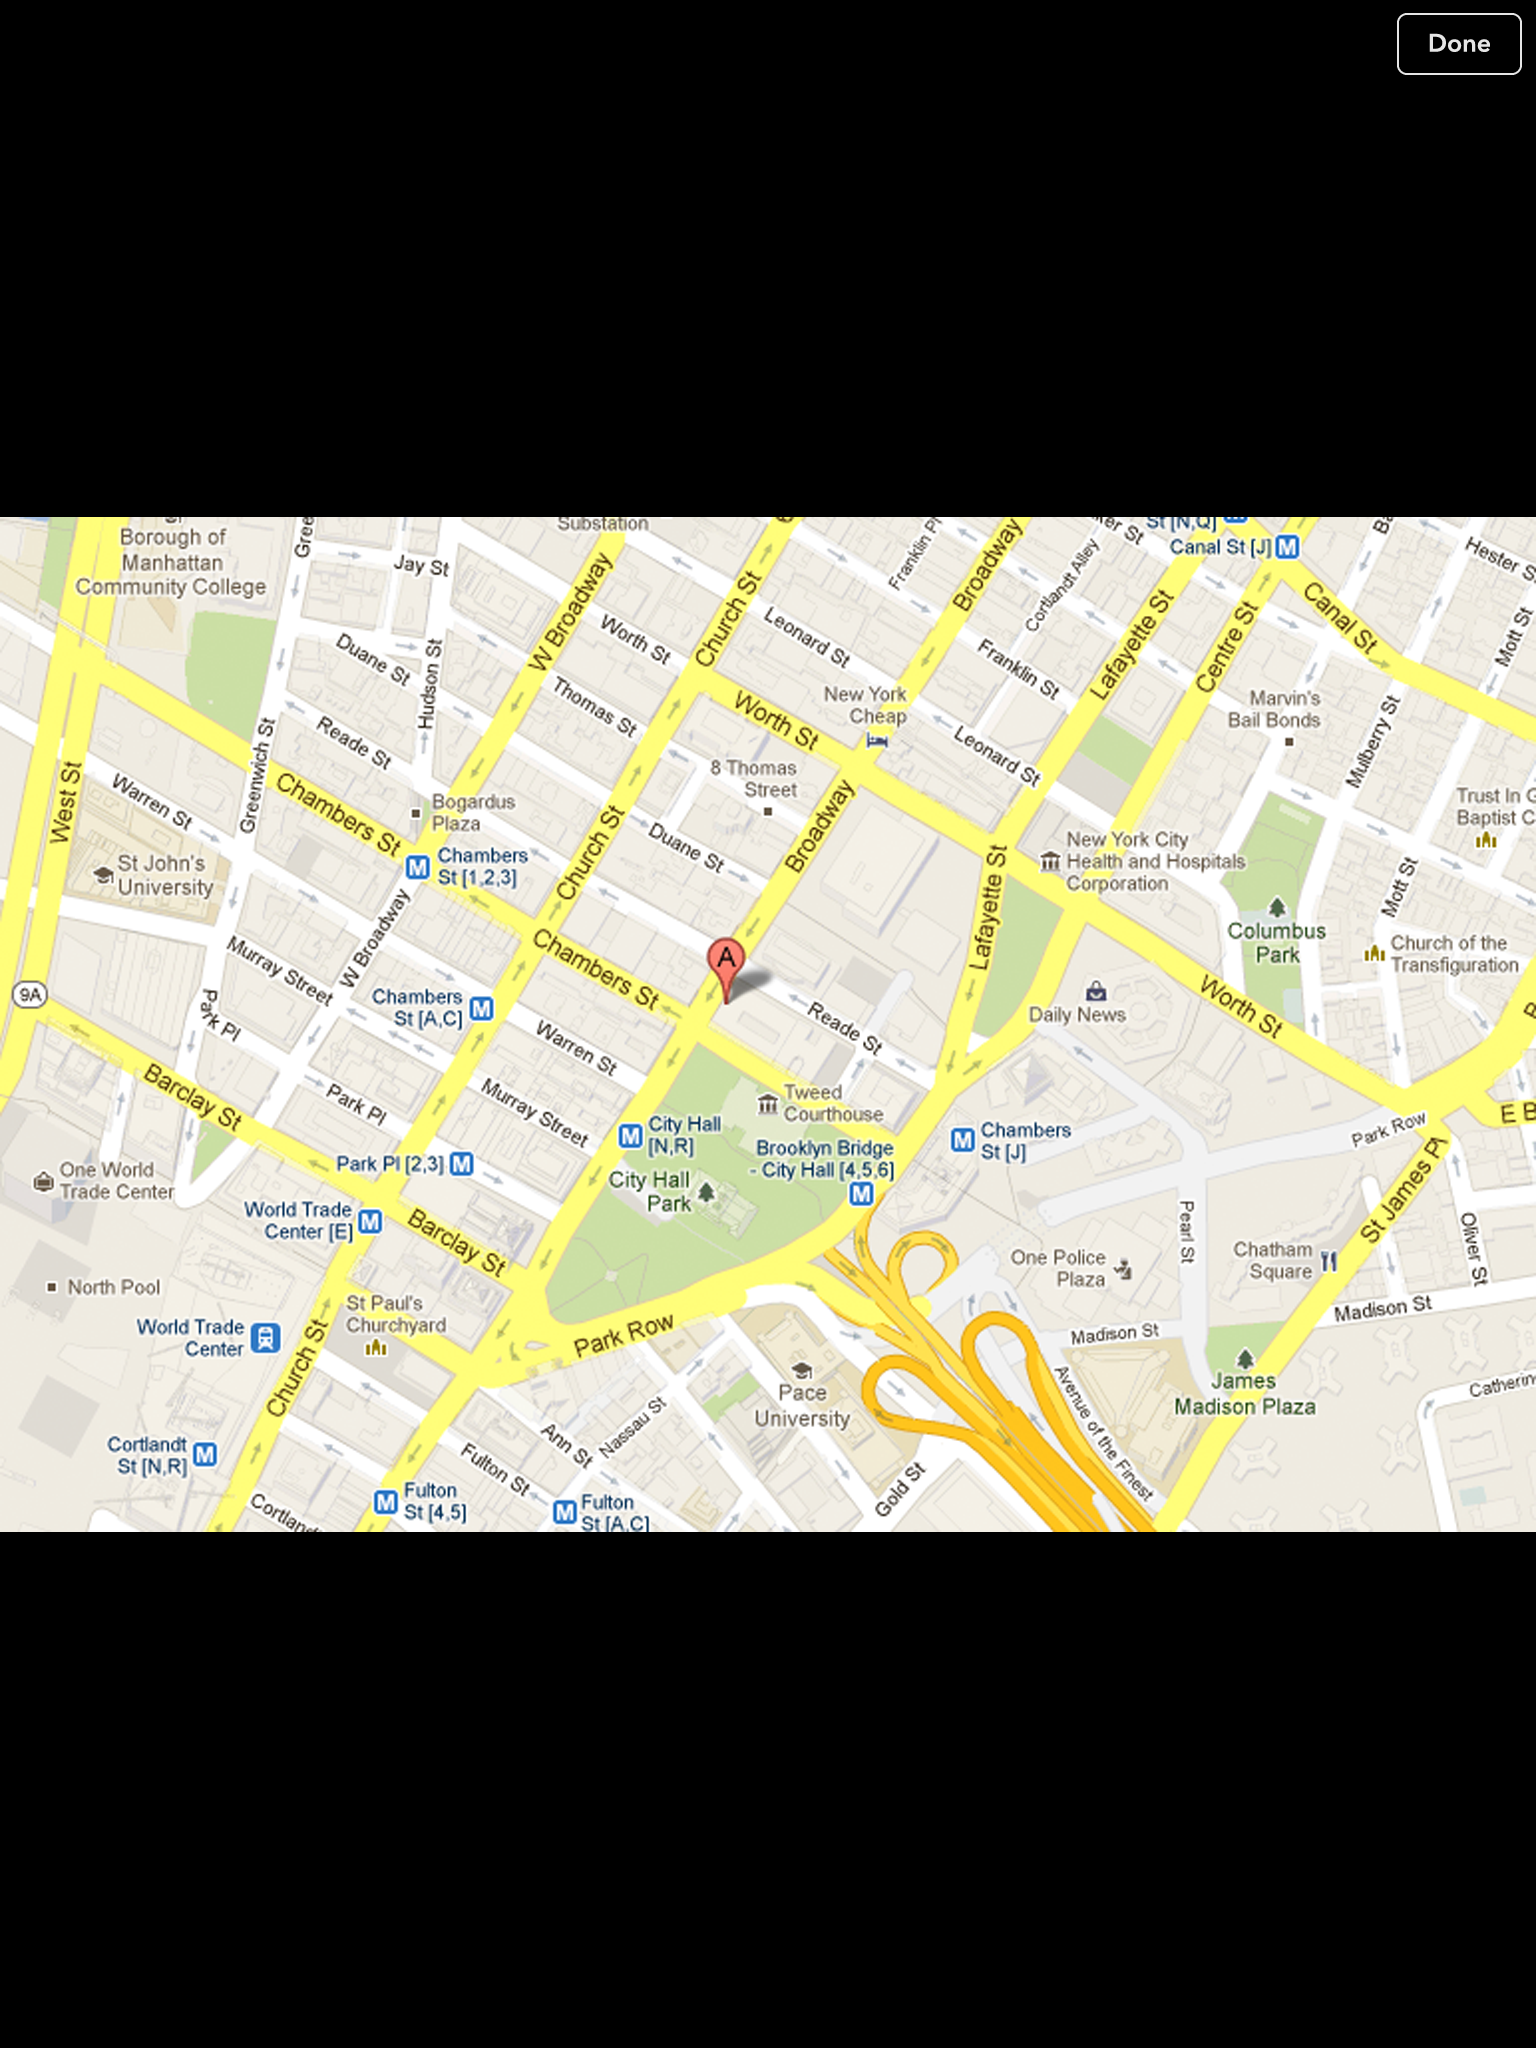 Done
Substation
St [N,Q]
Canal St [J]
Borough of
Manhattan
Community College
Jay St
Hester S
Franklin Pl
Broadway
Cortlandt Alley
Canal St
Church St
Lafayette St
Centre St
Mott St
W Broadway
Worth St
Leonard St
Duane St
Hudson St
Franklin St
Thomas St
Worth St
New York
Cheap
Marvin's
Bail Bonds
Mulberry St
Reade St
Greenwich St
Leonard St
8 Thomas
Street
West St
Warren St
Chambers St
Bogardus
Plaza
Broadway
Trust In G
Baptist C
Church St
Duane St
New York City
Health and Hospitals
Corporation
Chambers
St [1,2,3]
St John's
University
Mott St
Lafayette St
W Broadway
Columbus
Park
Church of the
Transfiguration
Murray Street
Chambers St
A
9A
Chambers
St [A,C]
Park Pl
Daily News
Worth St
Reade St
Warren St
Barclay St
Park Pl
Murray Street
Tweed
Courthouse
E B
City Hall
[N,R]
Chambers
St [J]
Park Row
Brooklyn Bridge
- City Hall [4,5,6]
Park Pl [2,3]
One World
Trade Center
City Hall
Park
St James Pl
World Trade
Center [E]
Barclay St
Pearl St
Oliver St
Chatham
Square
One Police
Plaza
North Pool
St Paul's
Churchyard
Madison St
World Trade
Center
Park Row
Madison St
Church St
James
Madison Plaza
Pace
University
Catherin
Avenue of the Finest
Nassau St
Ann St
Cortlandt
St [N,R]
Fulton St
Gold St
Fulton
St [4,5]
Fulton
St [A,C]
Cortland